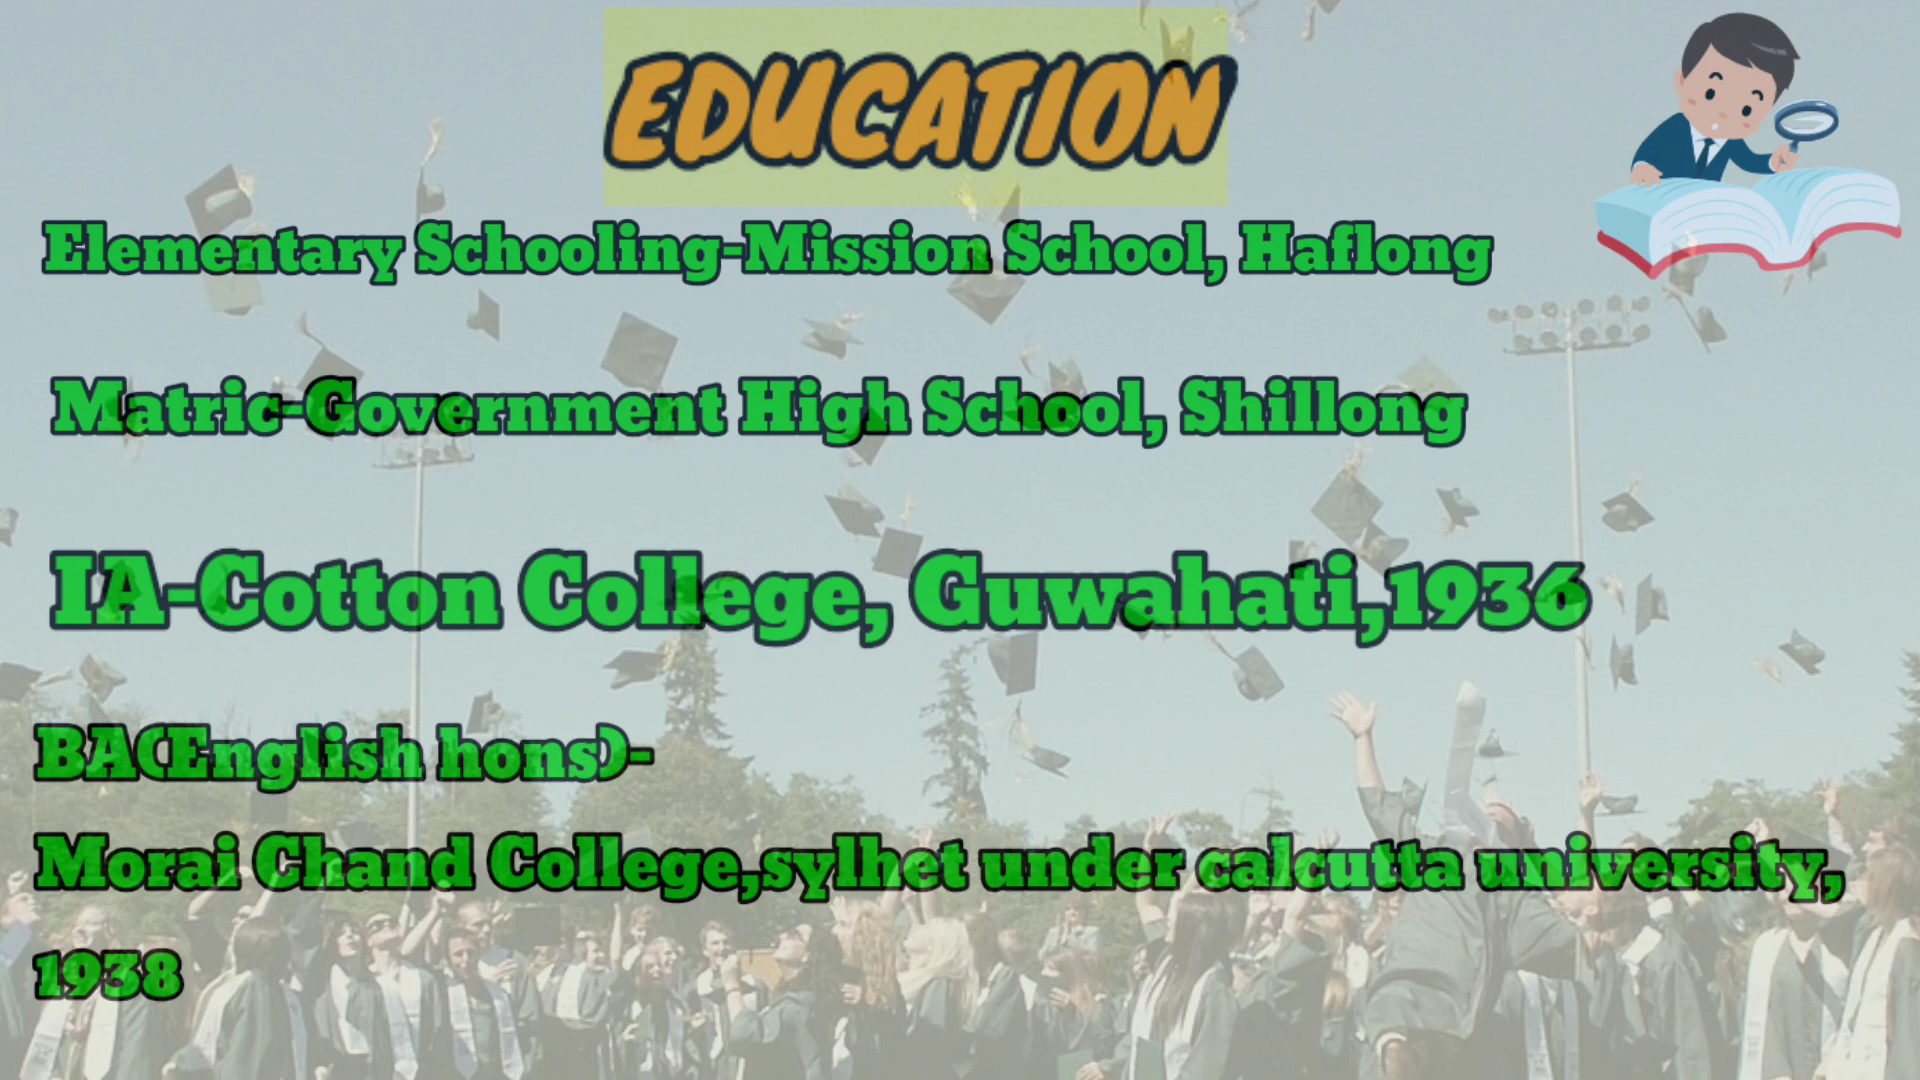 EDUCATION
Elementary Schooling-Mission School, Haflong
Matric-Government High School, Shillong
IA-Cotton College, Guwahati,1936
BA(English hons)-
Morai Chand College,sylhet under calcutta university,
1938